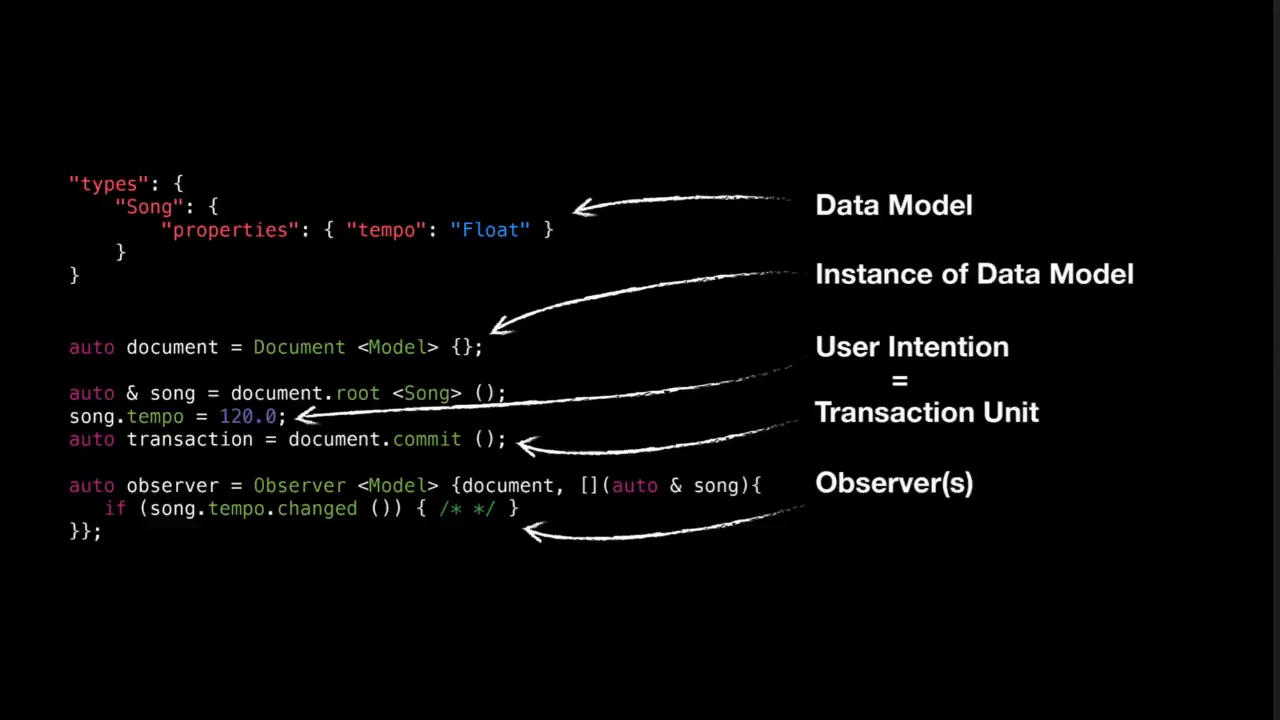 "types": {
    "Song": {
        "properties": { "tempo": "Float" }
    }
}
auto document = Document <Model> {};
auto & song = document.root <Song> ();
song.tempo = 120.0;
auto transaction = document.commit ();
auto observer = Observer <Model> {document, [](auto & song){
   if (song.tempo.changed ()) { /* */ }
}};
Data Model
Instance of Data Model
User Intention
=
Transaction Unit
Observer(s)